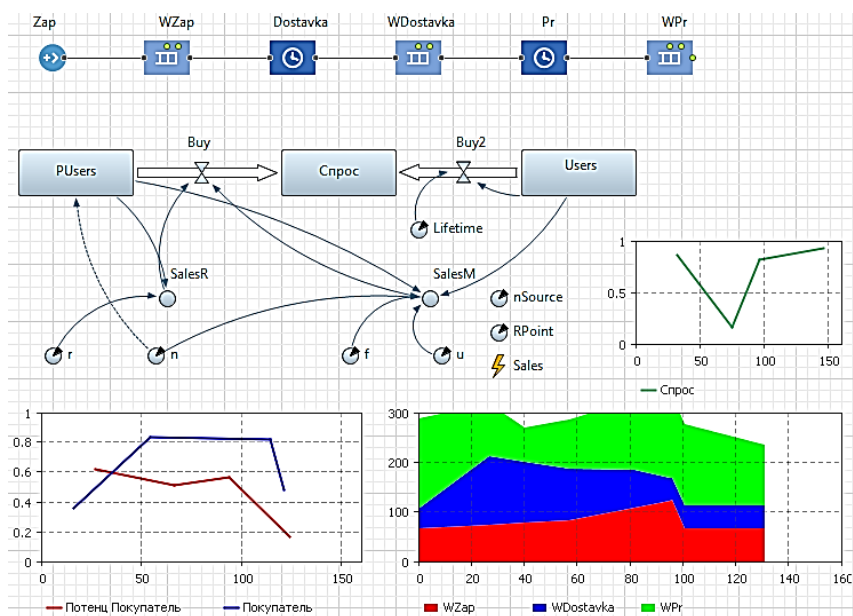 Zap WZap Dostavka WDostavka Pr WPr
Buy Buy2
PUsers Спрос Users
Lifetime
SalesR SalesM
nSource
RPoint
r n f u
Sales
1
0.5
0
0 50 100 150
Спрос
1
0.8
0.6
0.4
0.2
0
0 50 100 150
Потенц Покупатель Покупатель
300
200
100
0
0 20 40 60 80 100 120 140 160
WZap WDostavka WPr